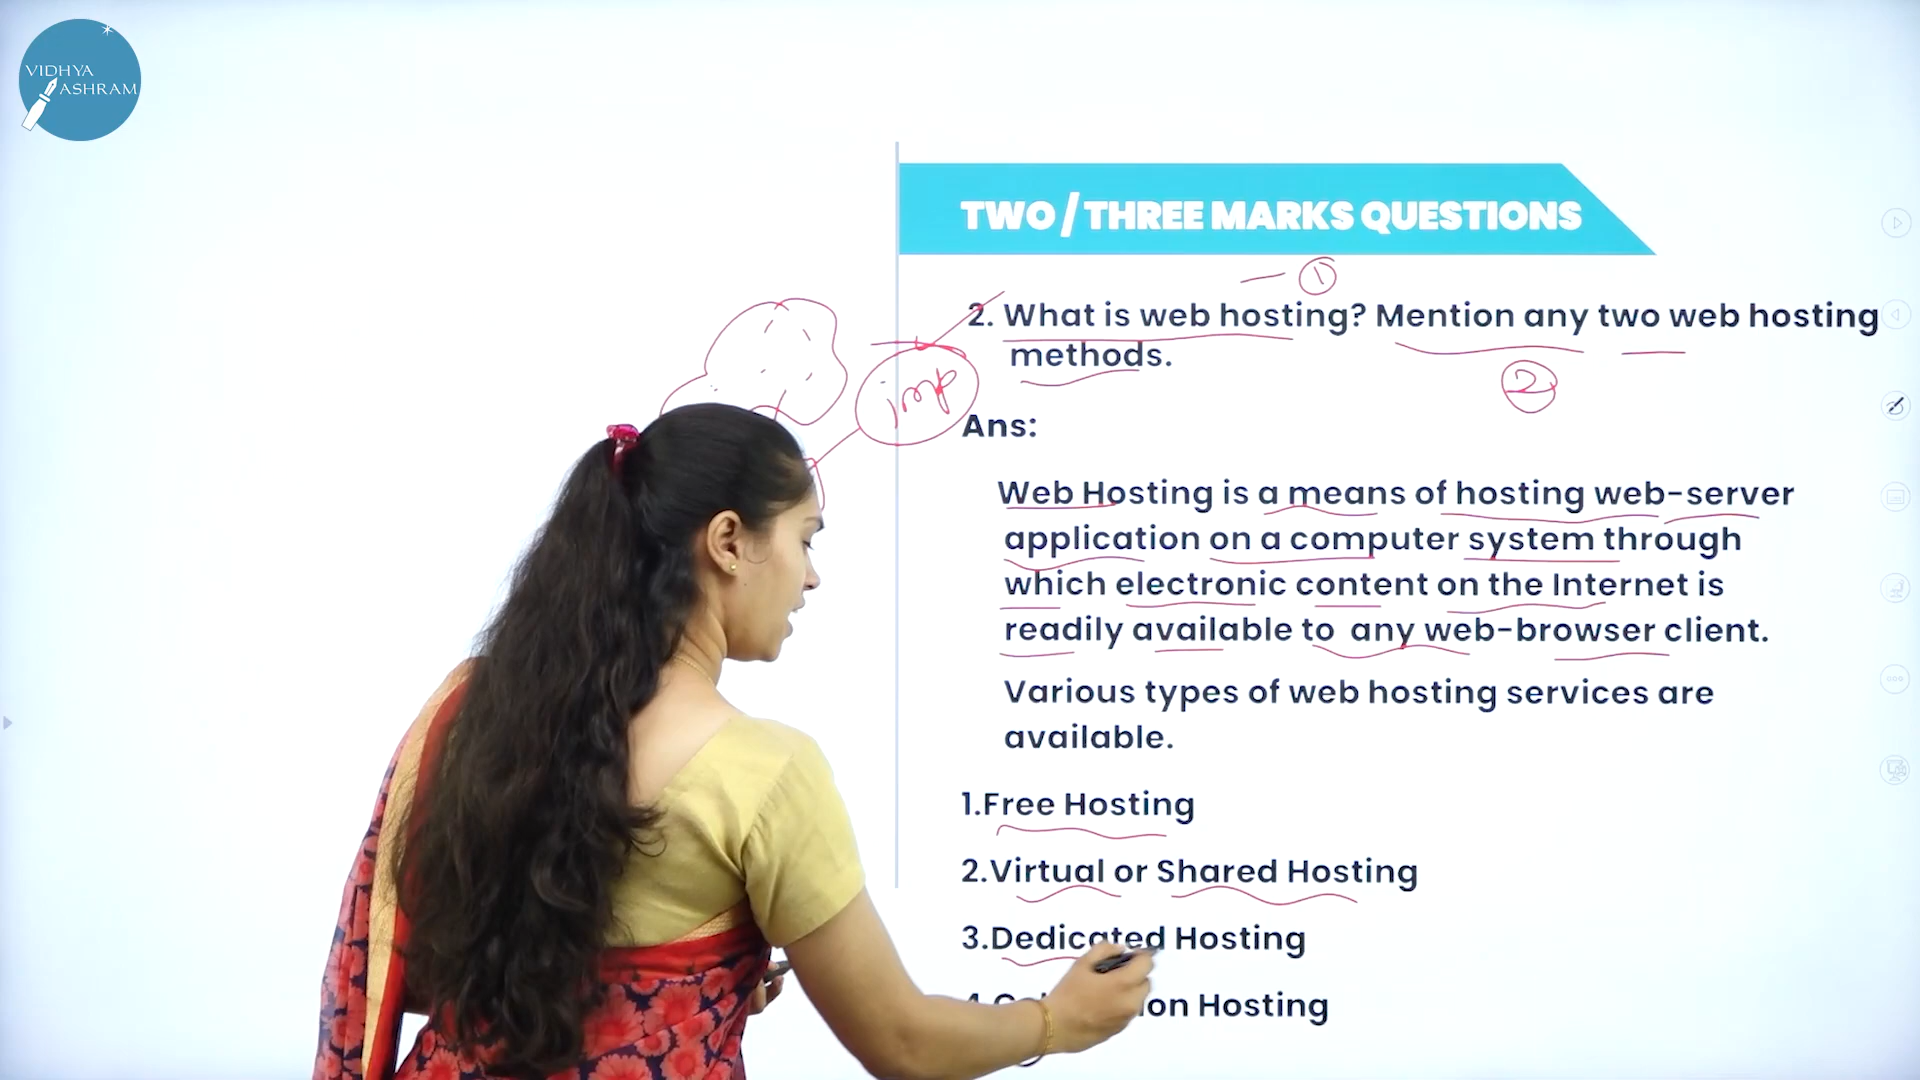 VIDHYA
ASHRAM
TWO / THREE MARKS QUESTIONS
1
2. What is web hosting? Mention any two web hosting
methods.
2
imp
Ans:
Web Hosting is a means of hosting web-server
application on a computer system through
which electronic content on the Internet is
readily available to any web-browser client.
Various types of web hosting services are
available.
1.Free Hosting
2.Virtual or Shared Hosting
3.Dedicated Hosting
Hosting